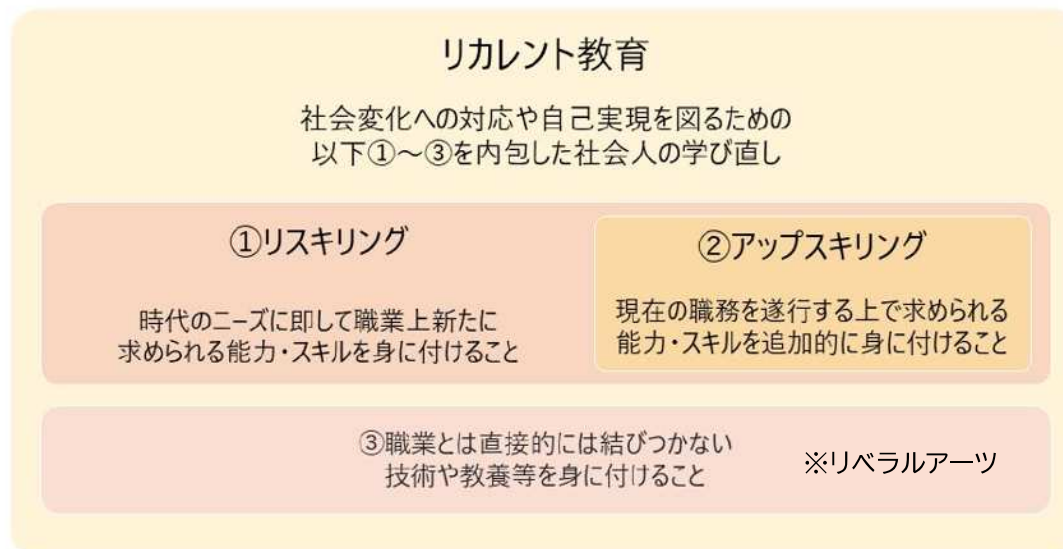 リカレント教育
社会変化への対応や自己実現を図るための
以下①～③を内包した社会人の学び直し
①リスキリング
時代のニーズに即して職業上新たに
求められる能力・スキルを身に付けること
②アップスキリング
現在の職務を遂行する上で求められる
能力・スキルを追加的に身に付けること
③職業とは直接的には結びつかない
技術や教養等を身に付けること
※リベラルアーツ